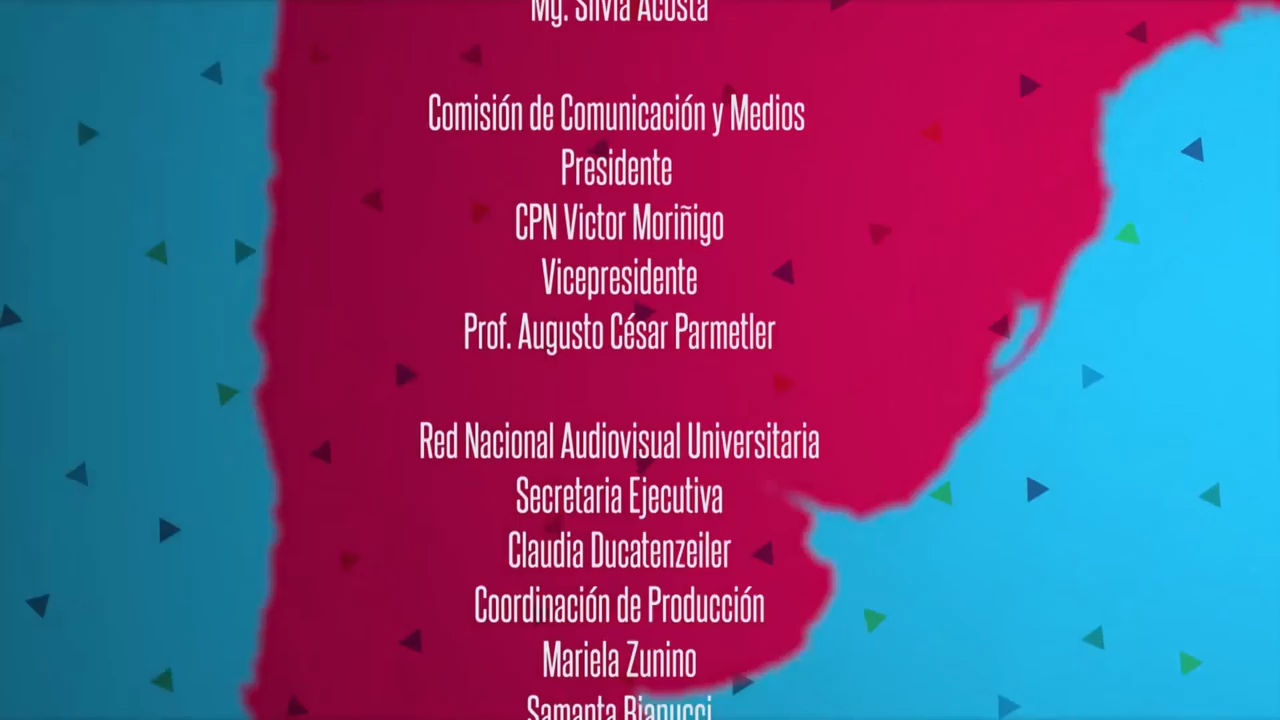 Mg. Silvia Acosta
Comisión de Comunicación y Medios
Presidente
CPN Victor Moriñigo
Vicepresidente
Prof. Augusto César Parmetler
Red Nacional Audiovisual Universitaria
Secretaria Ejecutiva
Claudia Ducatenzeiler
Coordinación de Producción
Mariela Zunino
Samanta Bianucci